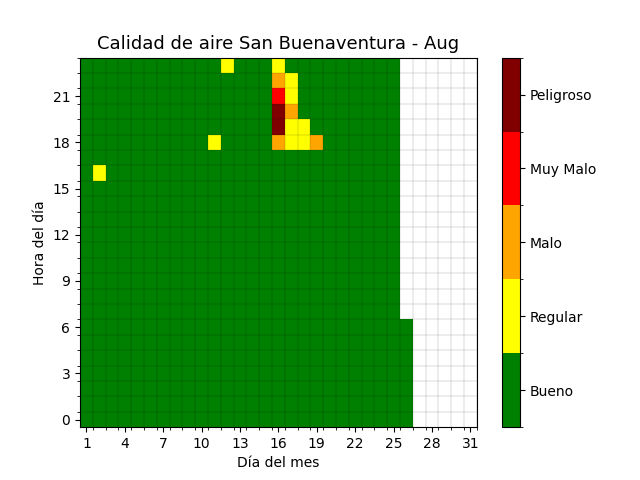 Calidad de aire San Buenaventura - Aug
Hora del día
21
18
15
12
9
6
3
0
1 4 7 10 13 16 19 22 25 28 31
Día del mes
Peligroso
Muy Malo
Malo
Regular
Bueno